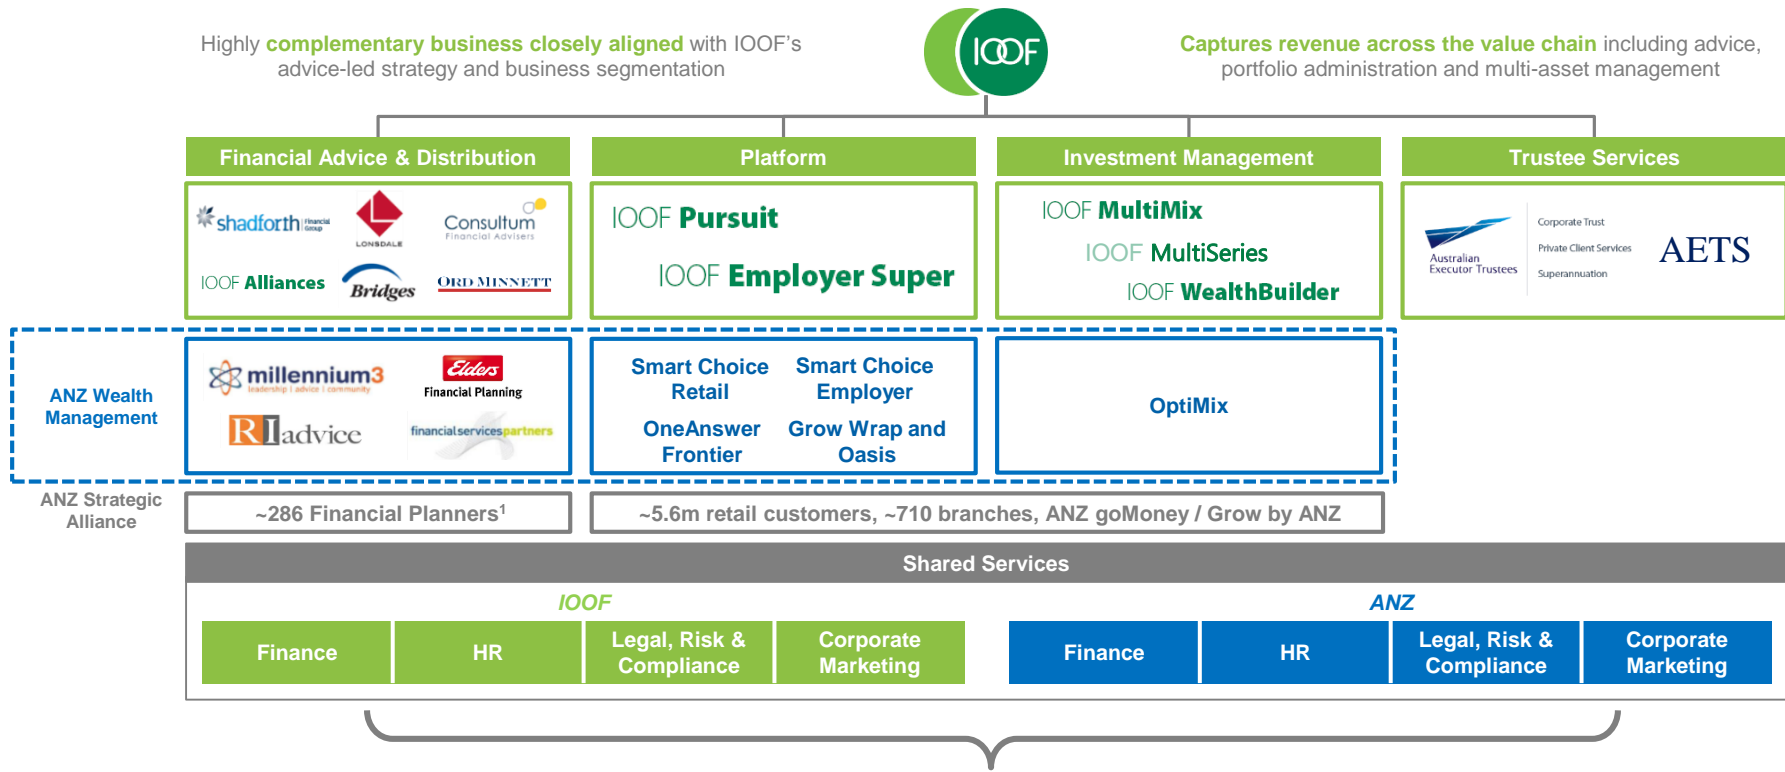 Highly complementary business closely aligned with IOOF's
advice-led strategy and business segmentation
IOOF
Captures revenue across the value chain including advice,
portfolio administration and multi-asset management
Financial Advice & Distribution
Platform
Investment Management
Trustee Services
shadforth Financial Group
LONSDALE
Consultum
Financial Advisers
IOOF Alliances
Bridges
ORD MINNETT
IOOF Pursuit
IOOF Employer Super
IOOF MultiMix
IOOF MultiSeries
IOOF WealthBuilder
Australian
Executor Trustees
Corporate Trust
Private Client Services
Superannuation
AETS
ANZ Wealth
Management
millennium3
leadership | advice | community
Elders
Financial Planning
RI advice
financialservicespartners
Smart Choice
Retail
Smart Choice
Employer
OneAnswer
Frontier
Grow Wrap and
Oasis
OptiMix
ANZ Strategic
Alliance
~286 Financial Planners¹
~5.6m retail customers, ~710 branches, ANZ goMoney / Grow by ANZ
Shared Services
IOOF
ANZ
Finance
HR
Legal, Risk &
Compliance
Corporate
Marketing
Finance
HR
Legal, Risk &
Compliance
Corporate
Marketing